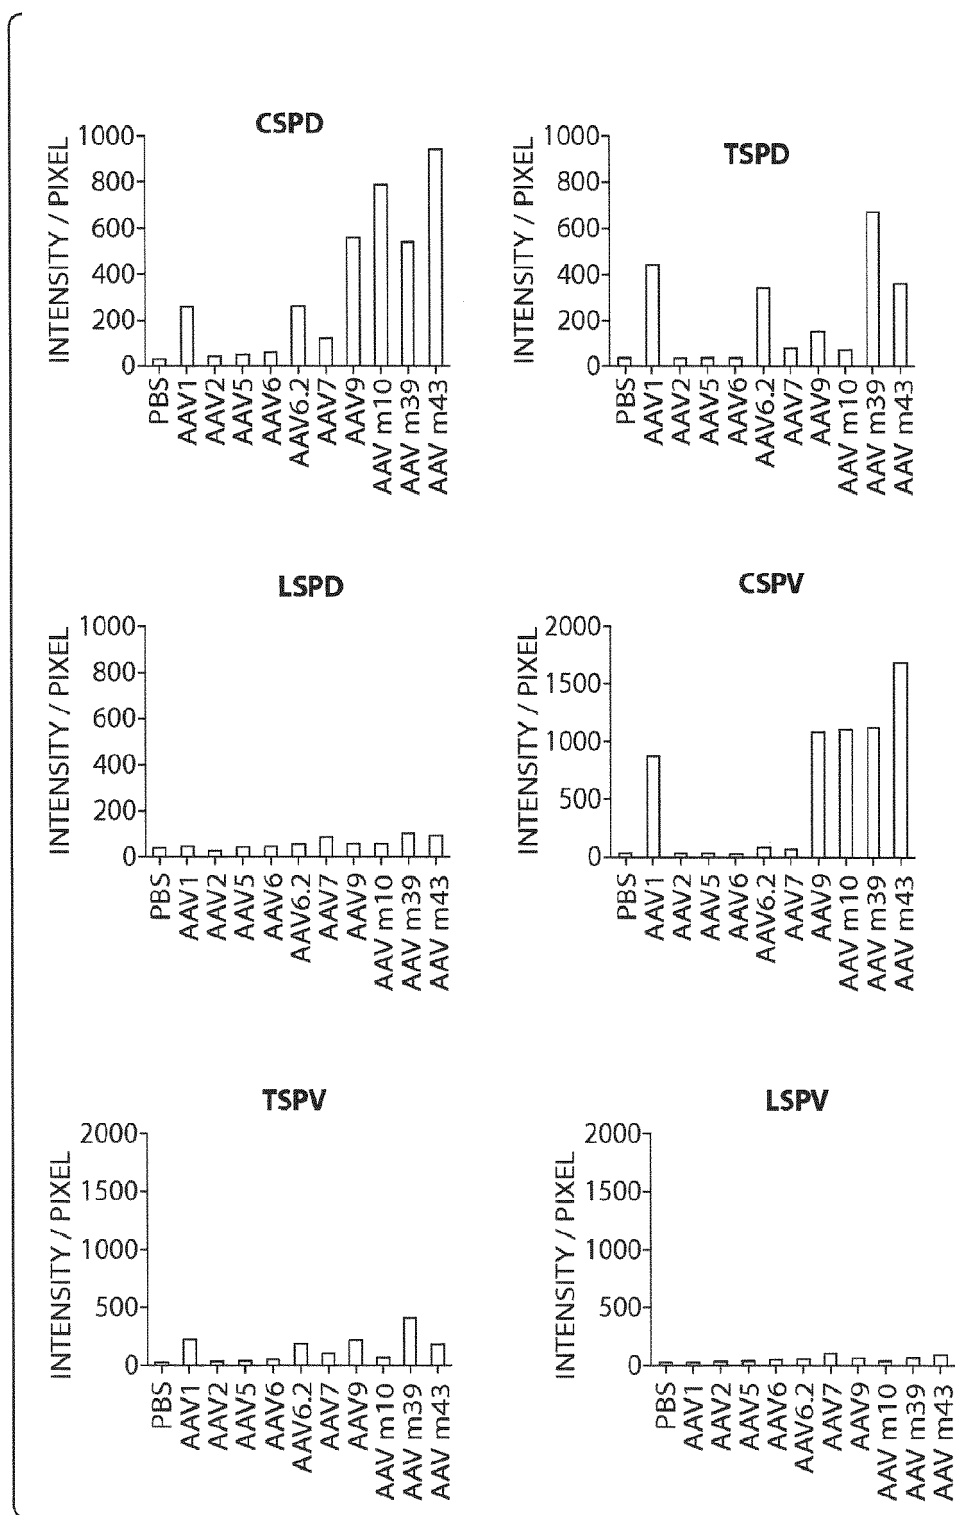 CSPD
INTENSITY / PIXEL
1000
800
600
400
200
0
PBS
AAV1
AAV2
AAV5
AAV6
AAV6.2
AAV7
AAV9
AAV m10
AAV m39
AAV m43
TSPD
INTENSITY / PIXEL
1000
800
600
400
200
0
PBS
AAV1
AAV2
AAV5
AAV6
AAV6.2
AAV7
AAV9
AAV m10
AAV m39
AAV m43
LSPD
INTENSITY / PIXEL
1000
800
600
400
200
0
PBS
AAV1
AAV2
AAV5
AAV6
AAV6.2
AAV7
AAV9
AAV m10
AAV m39
AAV m43
CSPV
INTENSITY / PIXEL
2000
1500
1000
500
0
PBS
AAV1
AAV2
AAV5
AAV6
AAV6.2
AAV7
AAV9
AAV m10
AAV m39
AAV m43
TSPV
INTENSITY / PIXEL
2000
1500
1000
500
0
PBS
AAV1
AAV2
AAV5
AAV6
AAV6.2
AAV7
AAV9
AAV m10
AAV m39
AAV m43
LSPV
INTENSITY / PIXEL
2000
1500
1000
500
0
PBS
AAV1
AAV2
AAV5
AAV6
AAV6.2
AAV7
AAV9
AAV m10
AAV m39
AAV m43